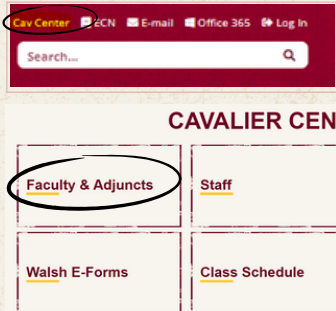 Cav Center ECN E-mail Office 365 Log In
Search...
CAVALIER CEN
Faculty & Adjuncts Staff
Walsh E-Forms Class Schedule